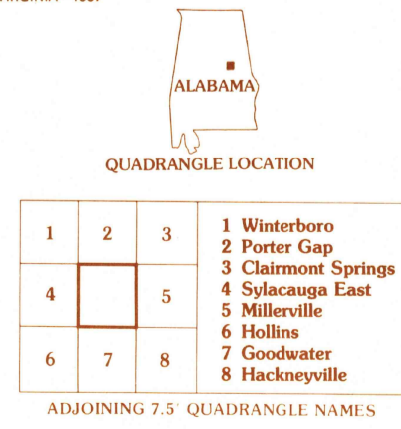 ALABAMA
QUADRANGLE LOCATION
1 2 3
4 5
6 7 8
1 Winterboro
2 Porter Gap
3 Clairmont Springs
4 Sylacauga East
5 Millerville
6 Hollins
7 Goodwater
8 Hackneyville
ADJOINING 7.5' QUADRANGLE NAMES